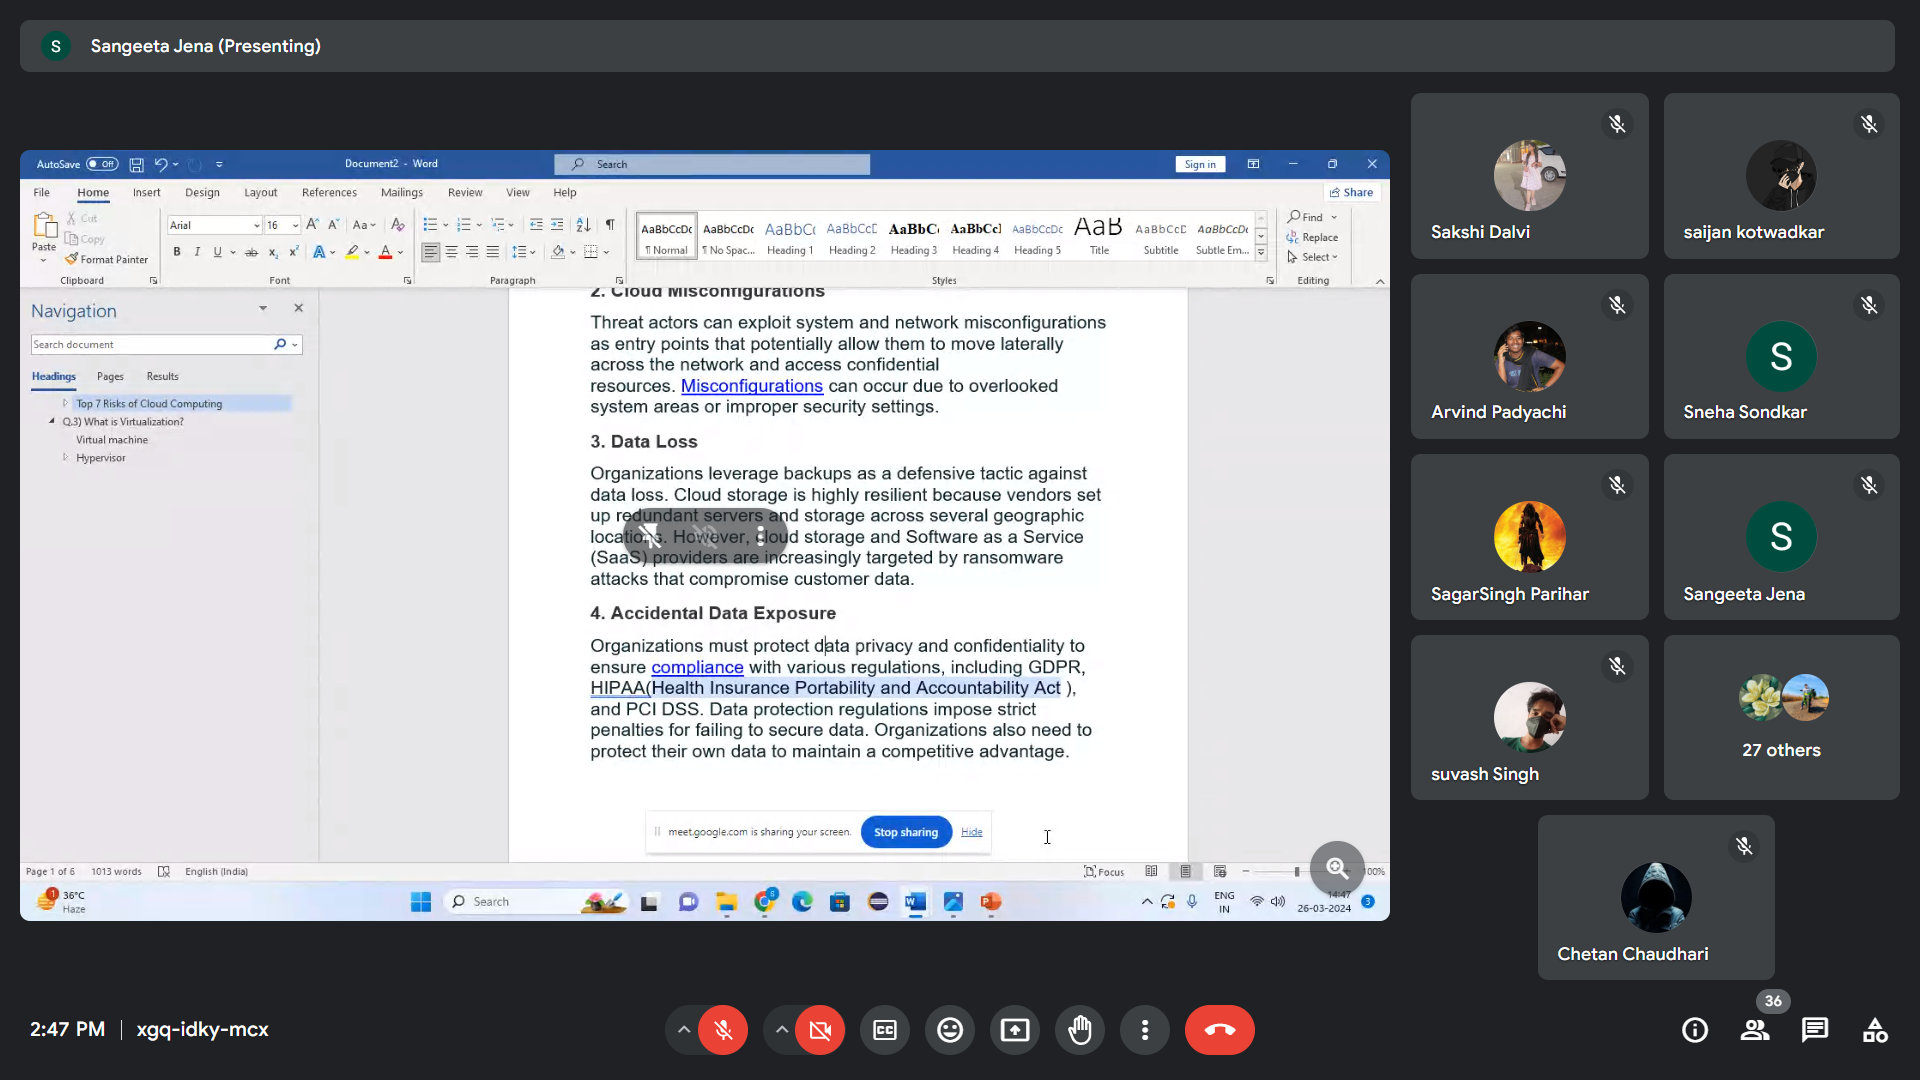 S Sangeeta Jena (Presenting)
AutoSave Off Document2 - Word Search Sign in
File Home Insert Design Layout References Mailings Review View Help Share
Paste Cut Copy Format Painter
Arial 16
AaBbCcDc AaBbCcDc AaBbCc AaBbCcC AaBbC AaBbCcI AaBbCcDc AaB AaBbCcD AaBbCcDc
¶ Normal ¶ No Spac... Heading 1 Heading 2 Heading 3 Heading 4 Heading 5 Title Subtitle Subtle Em...
Find
Replace
Select
Clipboard Font Paragraph Styles Editing
Navigation
Search document
Headings Pages Results
Top 7 Risks of Cloud Computing
Q.3) What is Virtualization?
Virtual machine
Hypervisor
2. Cloud Misconfigurations
Threat actors can exploit system and network misconfigurations
as entry points that potentially allow them to move laterally
across the network and access confidential
resources. Misconfigurations can occur due to overlooked
system areas or improper security settings.
3. Data Loss
Organizations leverage backups as a defensive tactic against
data loss. Cloud storage is highly resilient because vendors set
up redundant servers and storage across several geographic
locations. However, cloud storage and Software as a Service
(SaaS) providers are increasingly targeted by ransomware
attacks that compromise customer data.
4. Accidental Data Exposure
Organizations must protect data privacy and confidentiality to
ensure compliance with various regulations, including GDPR,
HIPAA(Health Insurance Portability and Accountability Act ),
and PCI DSS. Data protection regulations impose strict
penalties for failing to secure data. Organizations also need to
protect their own data to maintain a competitive advantage.
meet.google.com is sharing your screen. Stop sharing Hide
Page 1 of 6 1013 words English (India) Focus 100%
36°C
Haze
Search
ENG
IN
14:47
26-03-2024
3
Sakshi Dalvi
saijan kotwadkar
Arvind Padyachi
S
Sneha Sondkar
SagarSingh Parihar
S
Sangeeta Jena
suvash Singh
27 others
Chetan Chaudhari
2:47 PM | xgq-idky-mcx
36